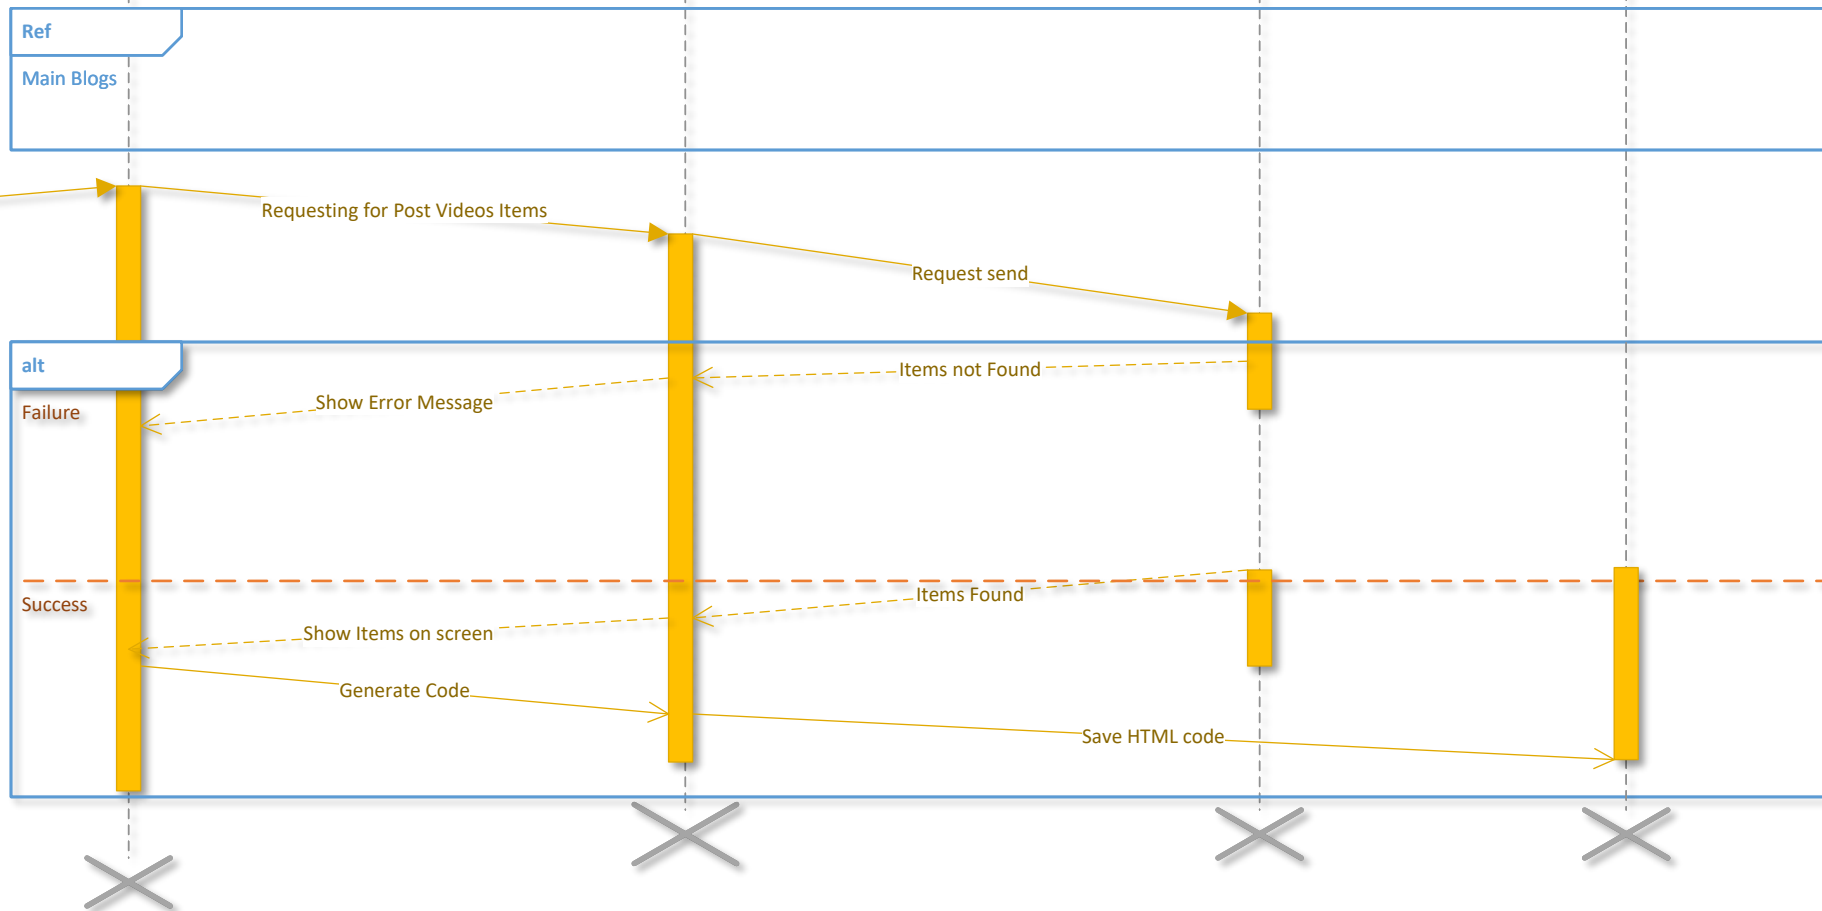 Ref
Main Blogs
Requesting for Post Videos Items
Request send
alt
Items not Found
Show Error Message
Failure
Items Found
Success
Show Items on screen
Generate Code
Save HTML code